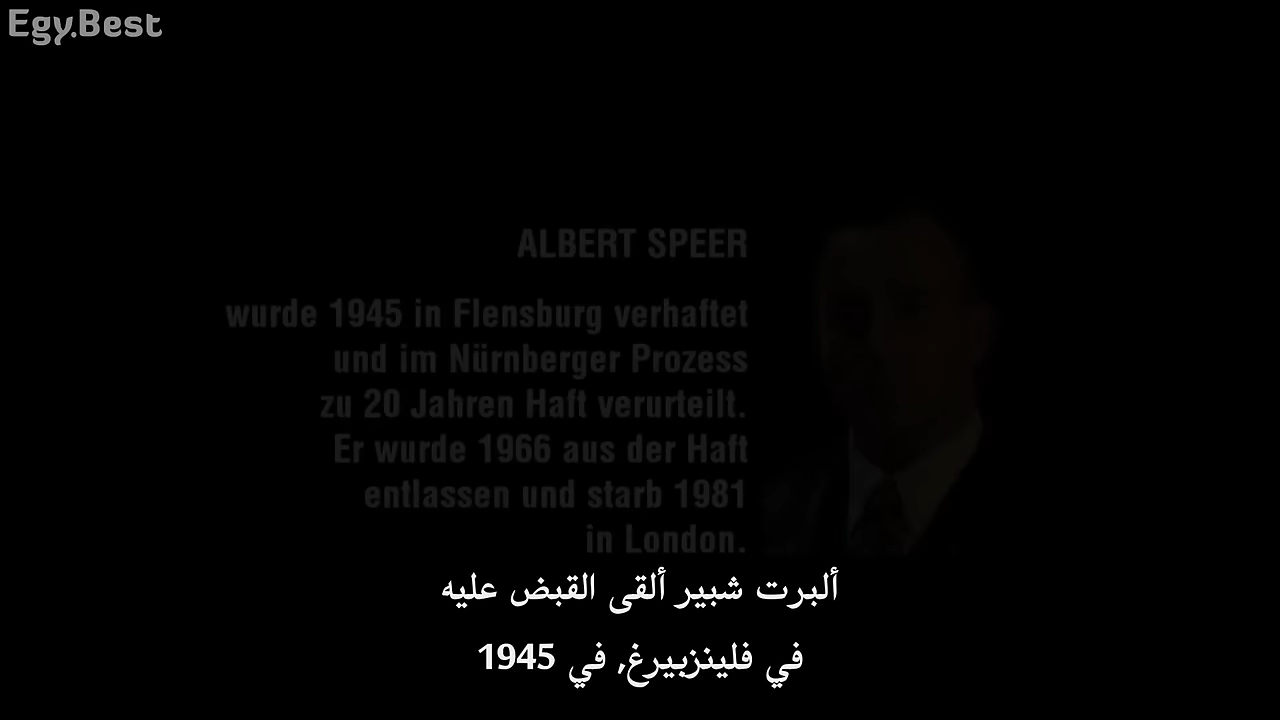 Egy.Best
ALBERT SPEER
wurde 1945 in Flensburg verhaftet
und im Nürnberger Prozess
zu 20 Jahren Haft verurteilt.
Er wurde 1966 aus der Haft
entlassen und starb 1981
in London.
ألبرت شبير ألقى القبض عليه
في فلينزبيرغ, في 1945